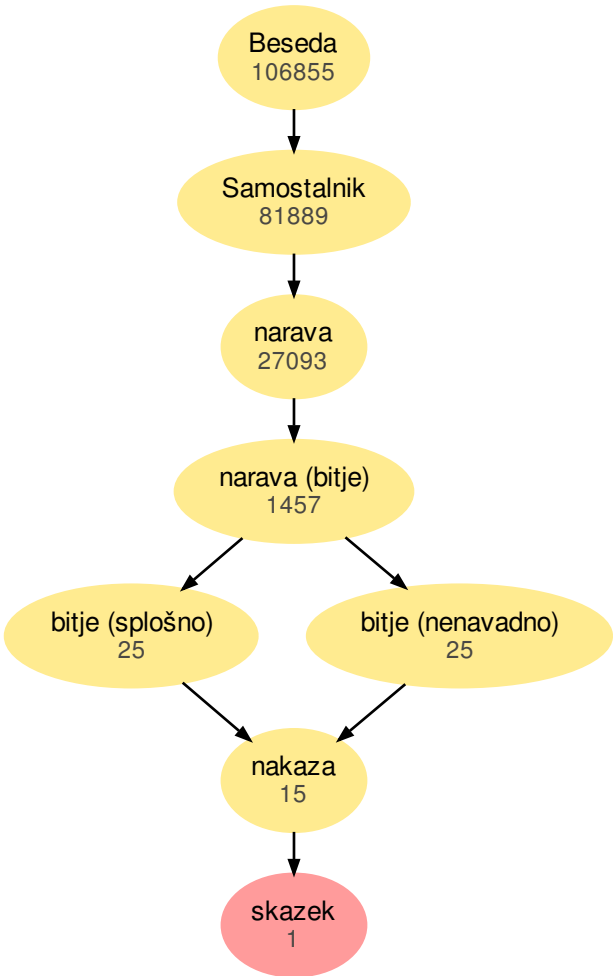 Beseda
106855
Samostalnik
81889
narava
27093
narava (bitje)
1457
bitje (splošno)
25
bitje (nenavadno)
25
nakaza
15
skazek
1